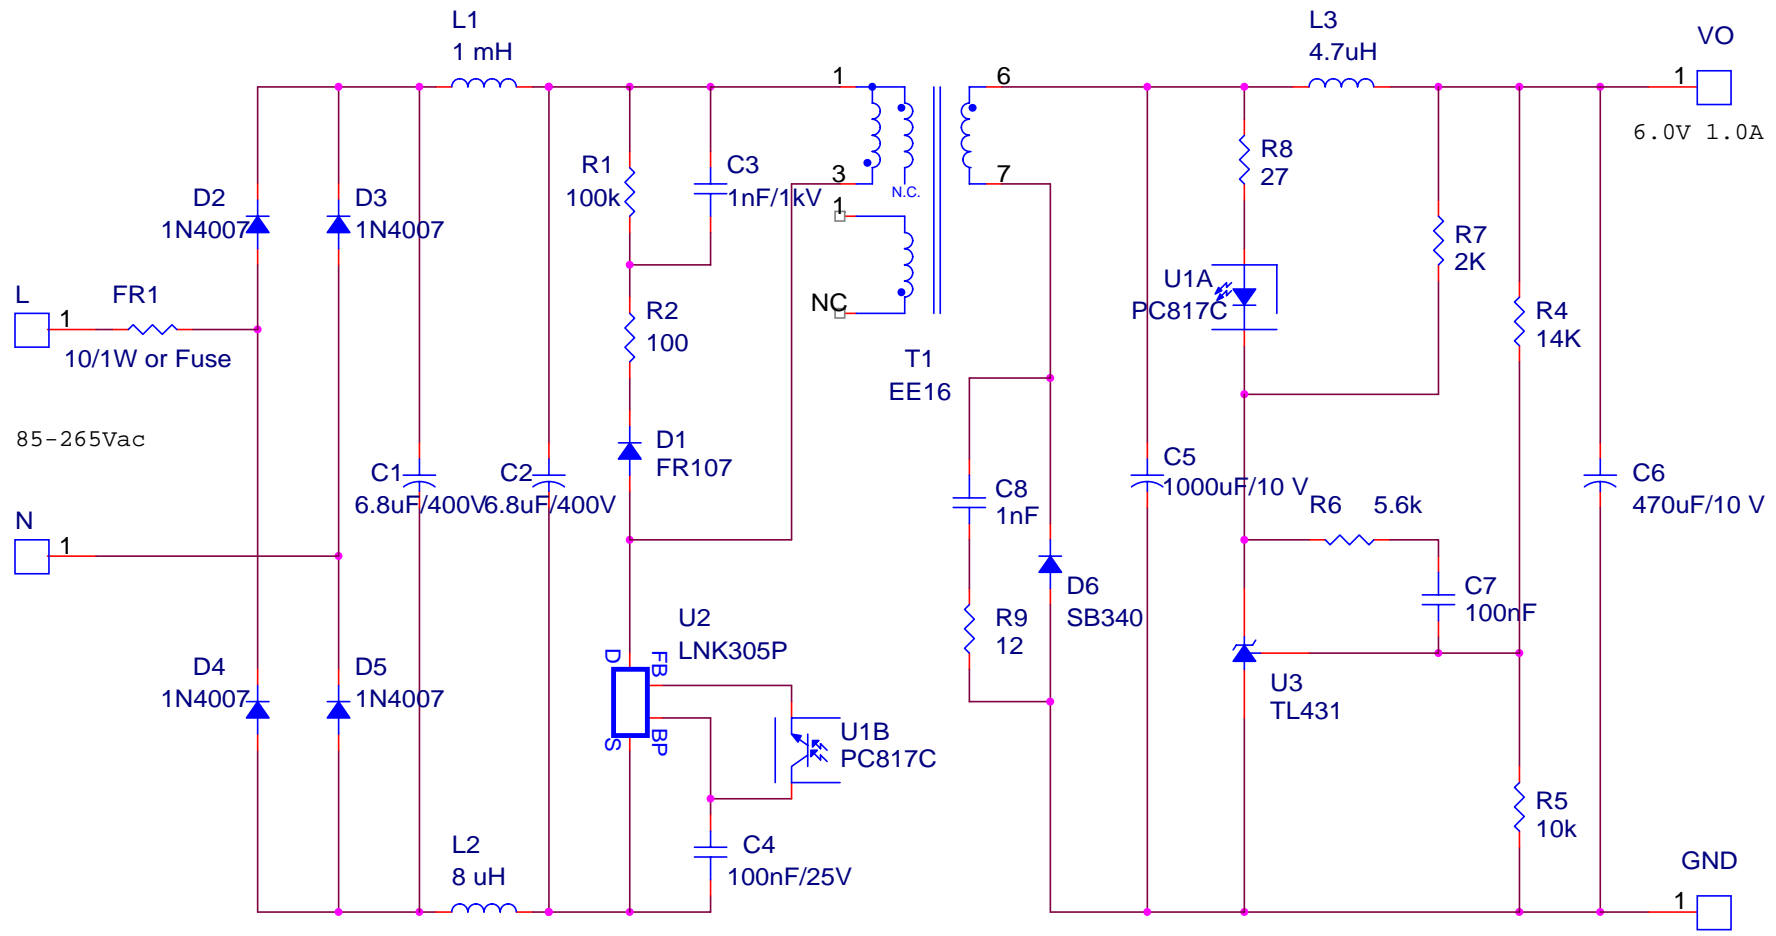 L1
1 mH
L3
4.7uH
VO
1
6
1
6.0V 1.0A
R1
100k
C3
1nF/1kV
3
N.C.
7
R8
27
D2
1N4007
D3
1N4007
1
R7
2K
U1A
PC817C
L
1
FR1
10/1W or Fuse
R2
100
NC
R4
14K
T1
EE16
85-265Vac
D1
FR107
C1
6.8uF/400V
C2
6.8uF/400V
C8
1nF
C5
1000uF/10 V
R6
5.6k
C6
470uF/10 V
N
1
D6
SB340
C7
100nF
U2
LNK305P
R9
12
D4
1N4007
D5
1N4007
D
FB
S
BP
U3
TL431
U1B
PC817C
R5
10k
L2
8 uH
C4
100nF/25V
GND
1